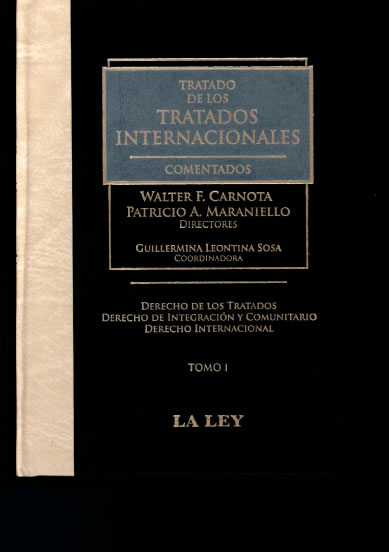 TRATADO
DE LOS
TRATADOS
INTERNACIONALES
COMENTADOS
WALTER F. CARNOTA
PATRICIO A. MARANIELLO
DIRECTORES
GUILLERMINA LEONTINA SOSA
COORDINADORA
DERECHO DE LOS TRATADOS
DERECHO DE INTEGRACIÓN Y COMUNITARIO
DERECHO INTERNACIONAL
TOMO I
LA LEY